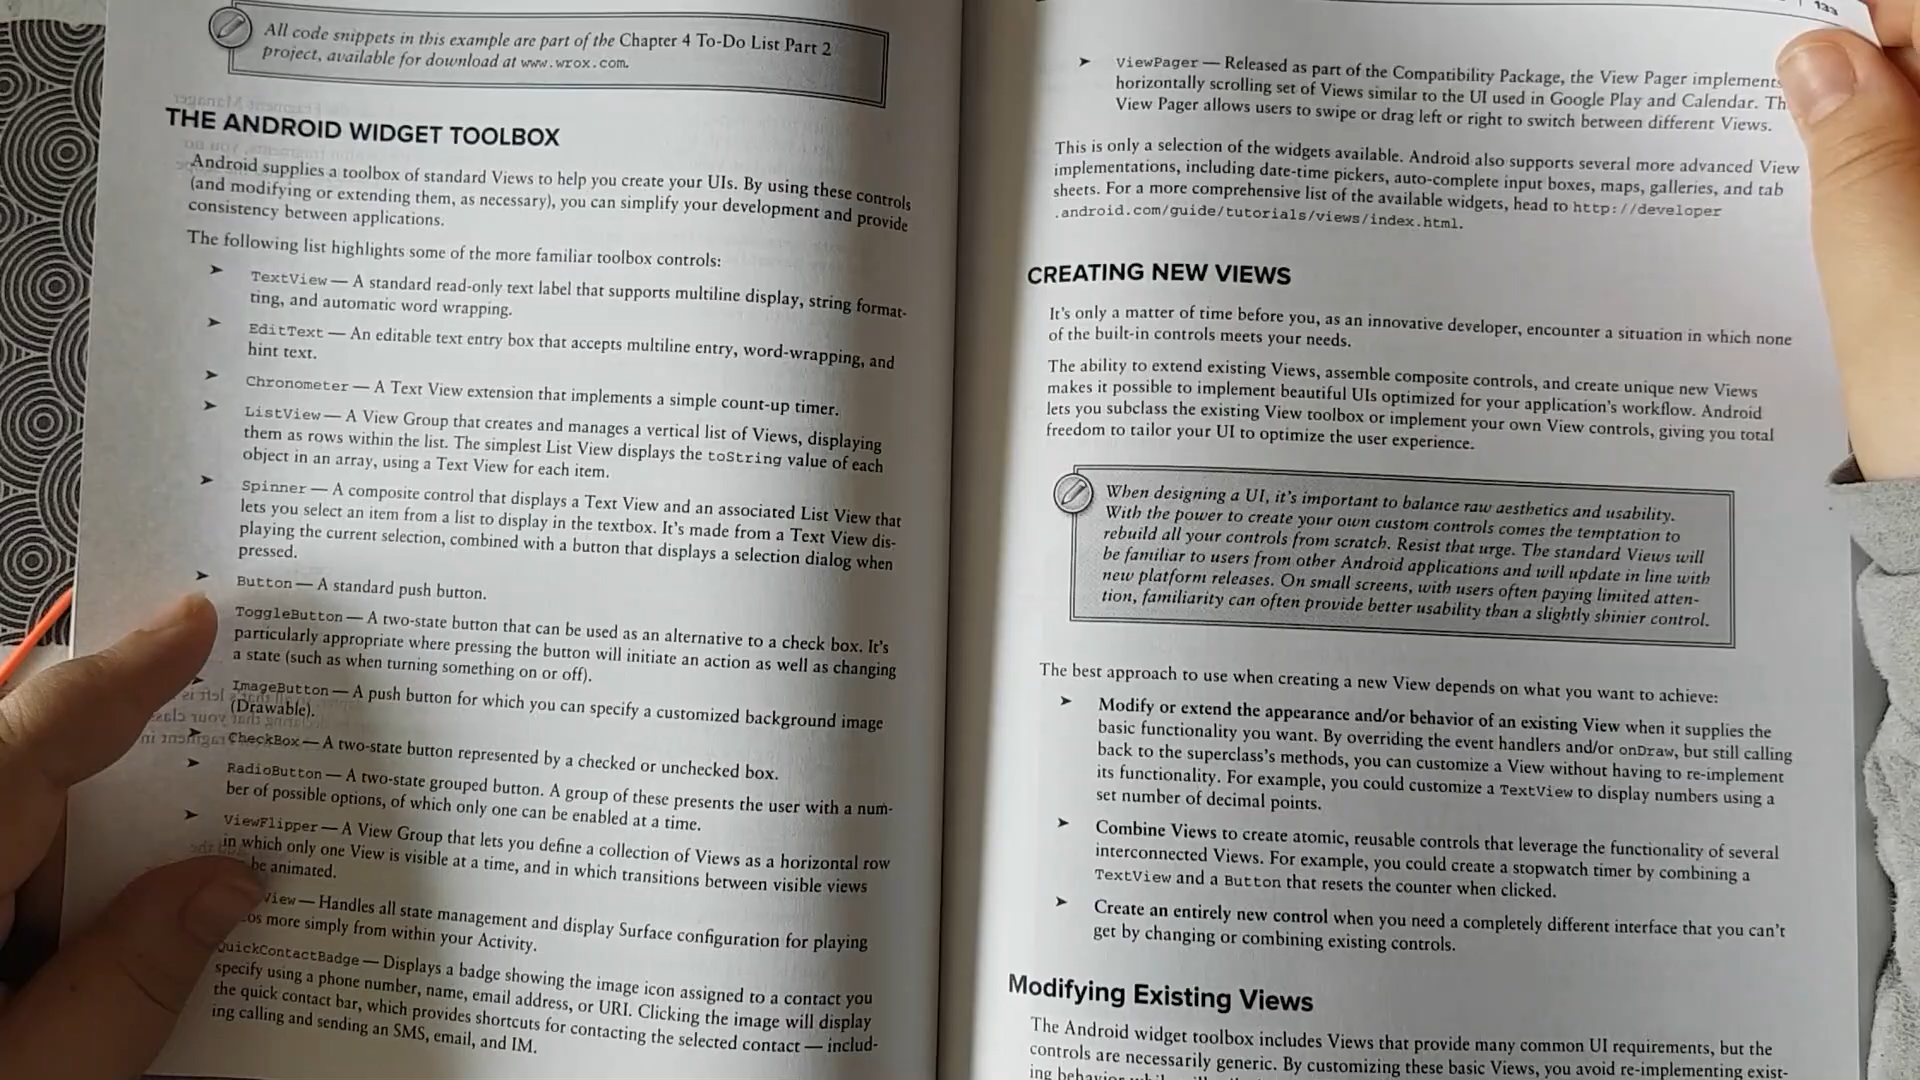 All code snippets in this example are part of the Chapter 4 To-Do List Part 2
project, available for download at www.wrox.com.
THE ANDROID WIDGET TOOLBOX
Android supplies a toolbox of standard Views to help you create your UIs. By using these controls
(and modifying or extending them, as necessary), you can simplify your development and provide
consistency between applications.
The following list highlights some of the more familiar toolbox controls:
➤ TextView — A standard read-only text label that supports multiline display, string format-
ting, and automatic word wrapping.
➤ EditText — An editable text entry box that accepts multiline entry, word-wrapping, and
hint text.
➤ Chronometer — A Text View extension that implements a simple count-up timer.
➤ ListView — A View Group that creates and manages a vertical list of Views, displaying
them as rows within the list. The simplest List View displays the toString value of each
object in an array, using a Text View for each item.
➤ Spinner — A composite control that displays a Text View and an associated List View that
lets you select an item from a list to display in the textbox. It's made from a Text View dis-
playing the current selection, combined with a button that displays a selection dialog when
pressed.
➤ Button — A standard push button.
ToggleButton — A two-state button that can be used as an alternative to a check box. It's
particularly appropriate where pressing the button will initiate an action as well as changing
a state (such as when turning something on or off).
➤ ImageButton — A push button for which you can specify a customized background image
(Drawable).
➤ CheckBox — A two-state button represented by a checked or unchecked box.
➤ RadioButton — A two-state grouped button. A group of these presents the user with a num-
ber of possible options, of which only one can be enabled at a time.
➤ ViewFlipper — A View Group that lets you define a collection of Views as a horizontal row
in which only one View is visible at a time, and in which transitions between visible views
be animated.
View — Handles all state management and display Surface configuration for playing
more simply from within your Activity.
QuickContactBadge — Displays a badge showing the image icon assigned to a contact you
specify using a phone number, name, email address, or URI. Clicking the image will display
the quick contact bar, which provides shortcuts for contacting the selected contact — includ-
ing calling and sending an SMS, email, and IM.
133
➤ ViewPager — Released as part of the Compatibility Package, the View Pager implements
horizontally scrolling set of Views similar to the UI used in Google Play and Calendar. Th
View Pager allows users to swipe or drag left or right to switch between different Views.
This is only a selection of the widgets available. Android also supports several more advanced View
implementations, including date-time pickers, auto-complete input boxes, maps, galleries, and tab
sheets. For a more comprehensive list of the available widgets, head to http://developer
.android.com/guide/tutorials/views/index.html.
CREATING NEW VIEWS
It's only a matter of time before you, as an innovative developer, encounter a situation in which none
of the built-in controls meets your needs.
The ability to extend existing Views, assemble composite controls, and create unique new Views
makes it possible to implement beautiful UIs optimized for your application's workflow. Android
lets you subclass the existing View toolbox or implement your own View controls, giving you total
freedom to tailor your UI to optimize the user experience.
When designing a UI, it's important to balance raw aesthetics and usability.
With the power to create your own custom controls comes the temptation to
rebuild all your controls from scratch. Resist that urge. The standard Views will
be familiar to users from other Android applications and will update in line with
new platform releases. On small screens, with users often paying limited atten-
tion, familiarity can often provide better usability than a slightly shinier control.
The best approach to use when creating a new View depends on what you want to achieve:
➤ Modify or extend the appearance and/or behavior of an existing View when it supplies the
basic functionality you want. By overriding the event handlers and/or onDraw, but still calling
back to the superclass's methods, you can customize a View without having to re-implement
its functionality. For example, you could customize a TextView to display numbers using a
set number of decimal points.
➤ Combine Views to create atomic, reusable controls that leverage the functionality of several
interconnected Views. For example, you could create a stopwatch timer by combining a
TextView and a Button that resets the counter when clicked.
➤ Create an entirely new control when you need a completely different interface that you can't
get by changing or combining existing controls.
Modifying Existing Views
The Android widget toolbox includes Views that provide many common UI requirements, but the
controls are necessarily generic. By customizing these basic Views, you avoid re-implementing exist-
ing